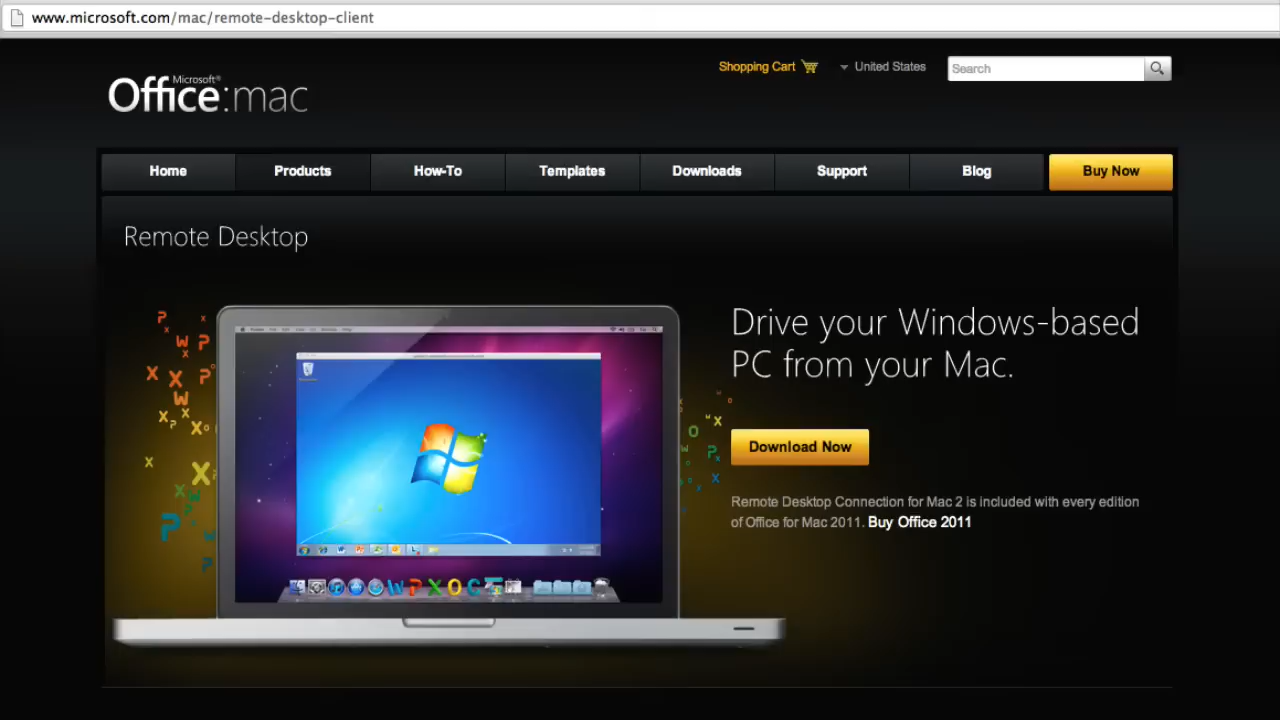 www.microsoft.com/mac/remote-desktop-client
Shopping Cart
United States
Search
Microsoft®
Office:mac
Home
Products
How-To
Templates
Downloads
Support
Blog
Buy Now
Remote Desktop
Drive your Windows-based
PC from your Mac.
Download Now
Remote Desktop Connection for Mac 2 is included with every edition
of Office for Mac 2011. Buy Office 2011